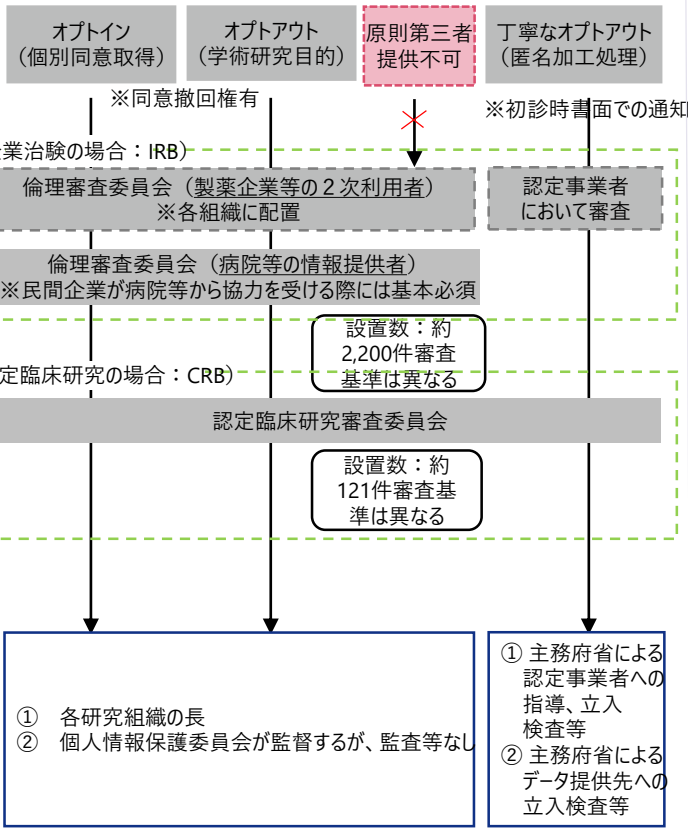 オプトイン
(個別同意取得)
オプトアウト
(学術研究目的)
原則第三者
提供不可
丁寧なオプトアウト
(匿名加工処理)
※同意撤回権有
※初診時書面での通知
業治験の場合：IRB）
倫理審査委員会（製薬企業等の２次利用者）
※各組織に配置
認定事業者
において審査
倫理審査委員会（病院等の情報提供者）
※民間企業が病院等から協力を受ける際には基本必須
設置数：約
2,200件審査
基準は異なる
定臨床研究の場合：CRB）
認定臨床研究審査委員会
設置数：約
121件審査基
準は異なる
① 各研究組織の長
② 個人情報保護委員会が監督するが、監査等なし
① 主務府省による
認定事業者への
指導、立入
検査等
② 主務府省による
データ提供先への
立入検査等